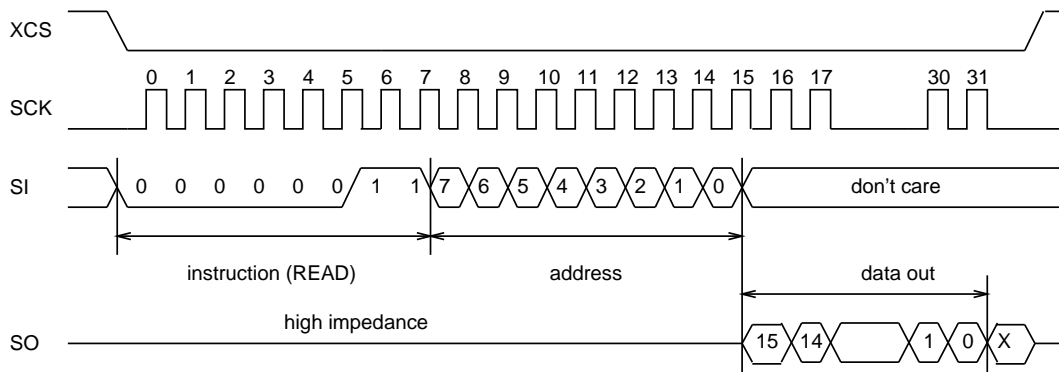 XCS
0 1 2 3 4 5 6 7 8 9 10 11 12 13 14 15 16 17 30 31
SCK
SI 0 0 0 0 0 0 1 1 7 6 5 4 3 2 1 0 don't care
instruction (READ) address data out
high impedance
SO 15 14 1 0 X